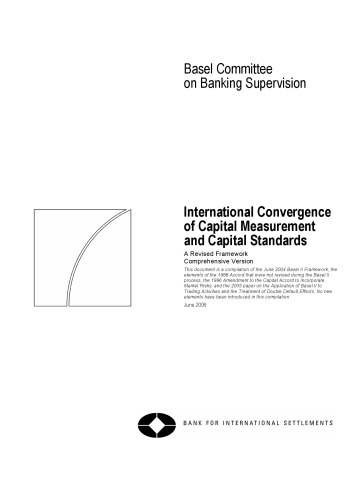 Basel Committee
on Banking Supervision
International Convergence
of Capital Measurement
and Capital Standards
A Revised Framework
Comprehensive Version
This document is a compilation of the June 2004 Basel II Framework, the
elements of the 1988 Accord that were not revised during the Basel II
process, the 1996 Amendment to the Capital Accord to Incorporate
Market Risks, and the 2005 paper on the Application of Basel II to
Trading Activities and the Treatment of Double Default Effects. No new
elements have been introduced in this compilation.
June 2006
BANK FOR INTERNATIONAL SETTLEMENTS